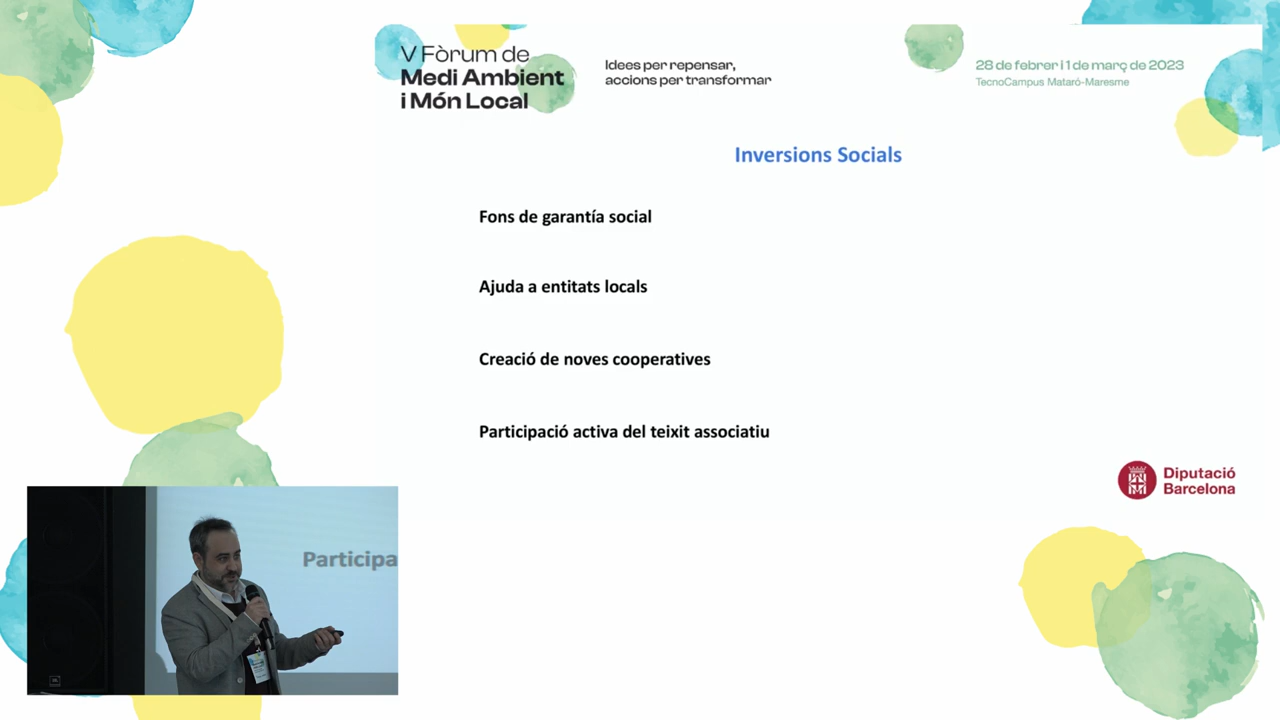 V Fòrum de
Medi Ambient
i Món Local
Idees per repensar,
accions per transformar
28 de febrer i 1 de març de 2023
TecnoCampus Mataró-Maresme
Inversions Socials
Fons de garantía social
Ajuda a entitats locals
Creació de noves cooperatives
Participació activa del teixit associatiu
Diputació
Barcelona
Participa